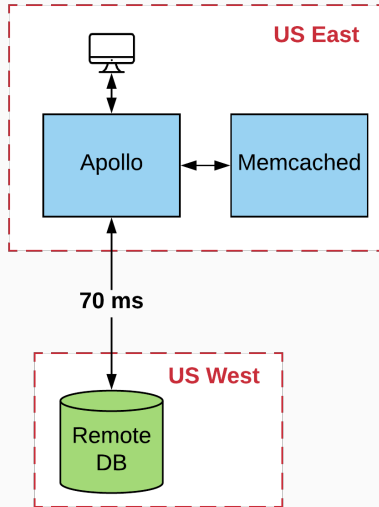 US East
Apollo
Memcached
70 ms
US West
Remote
DB